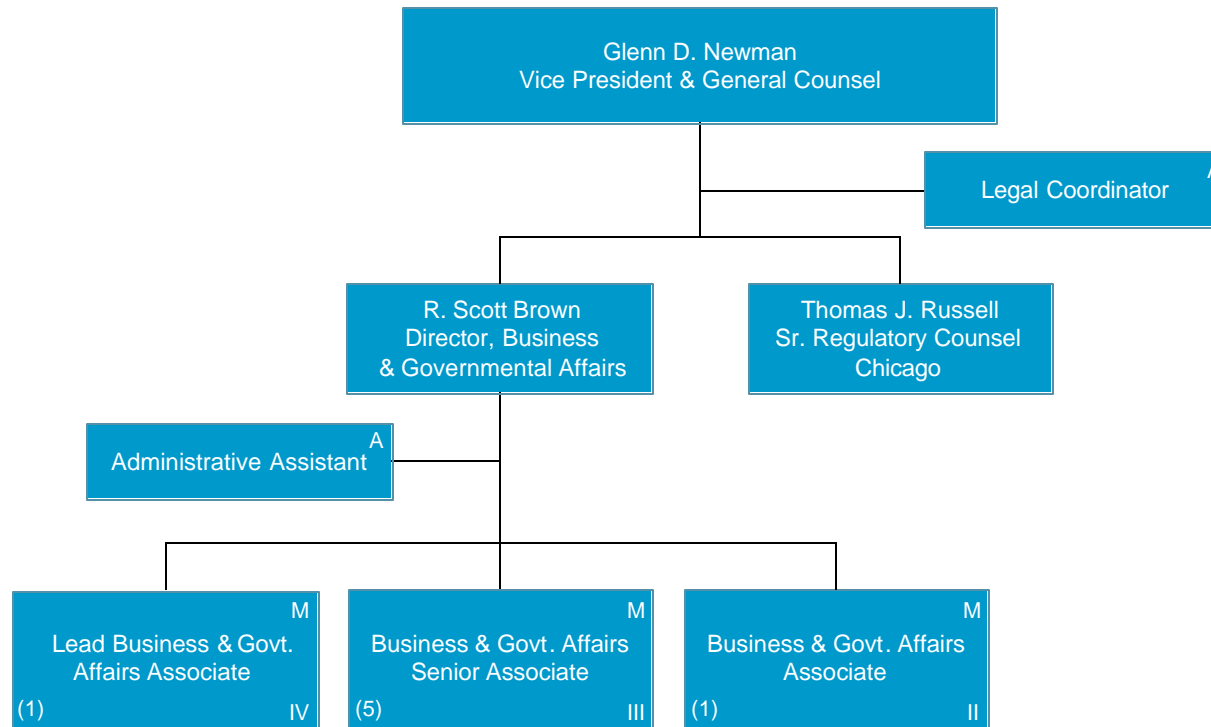 Glenn D. Newman
Vice President & General Counsel
Legal Coordinator
R. Scott Brown
Director, Business
& Governmental Affairs
Thomas J. Russell
Sr. Regulatory Counsel
Chicago
A
Administrative Assistant
M
Lead Business & Govt.
Affairs Associate
(1) IV
M
Business & Govt. Affairs
Senior Associate
(5) III
M
Business & Govt. Affairs
Associate
(1) II